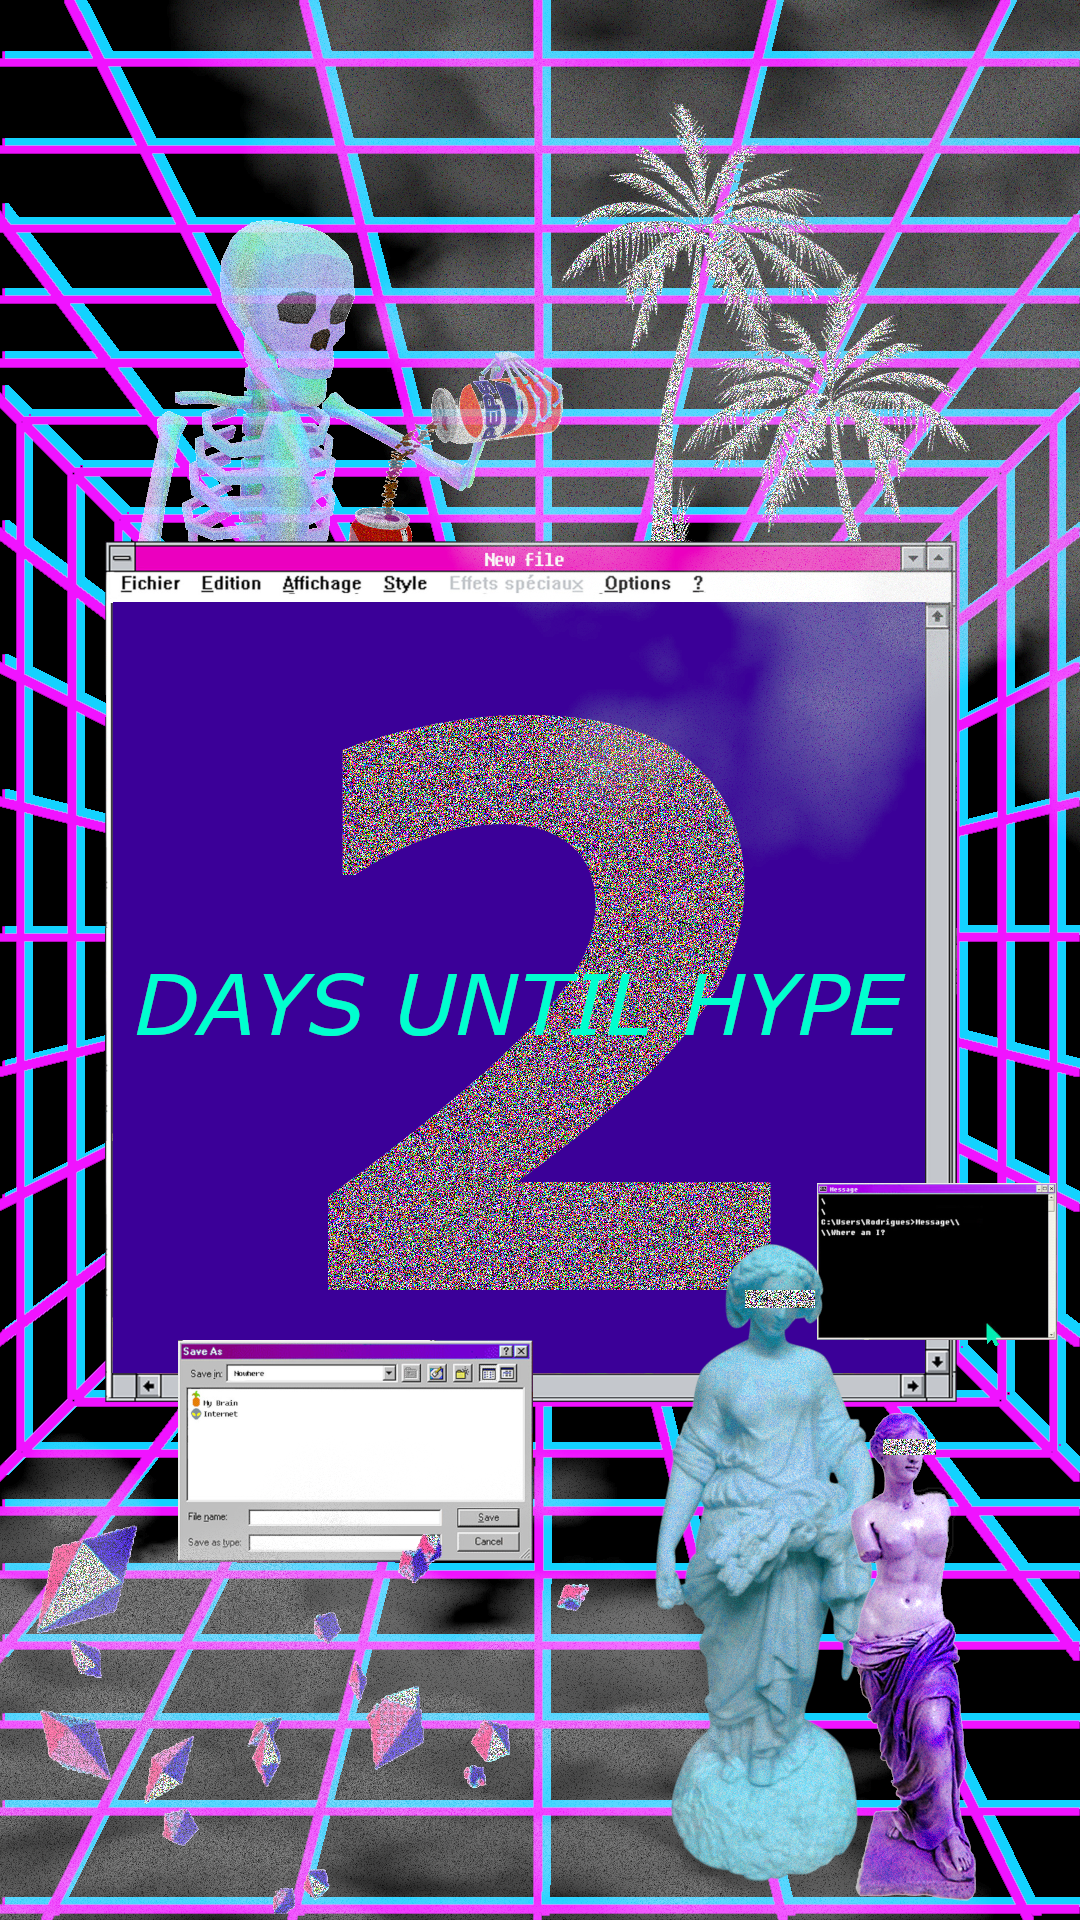 PEPSI
New file
Fichier Edition Affichage Style Effets spéciaux Options ?
2
DAYS UNTIL HYPE
Message
\
\
C:\Users\Rodrigues>Message\\
\\Where am I?
Save As
Save in: Nowhere
My Brain
Internet
File name:
Save
Save as type:
Cancel